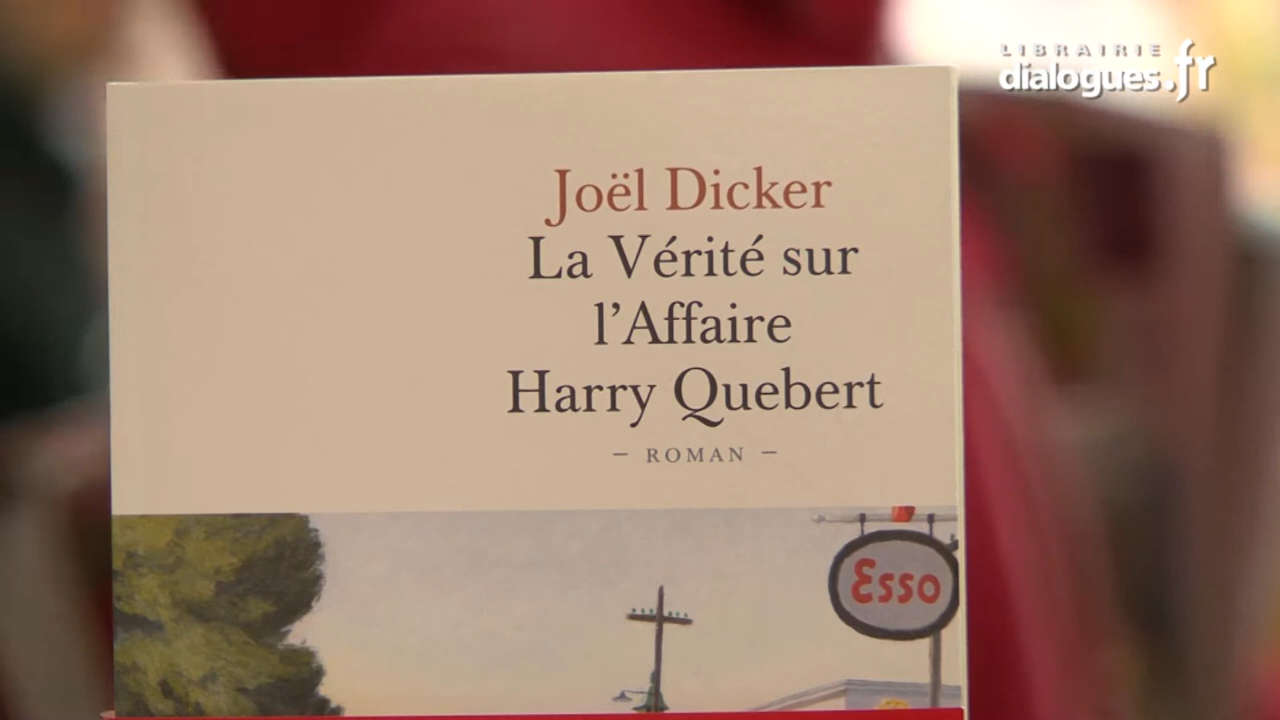 LIBRAIRIE
dialogues.fr
Joël Dicker
La Vérité sur
l’Affaire
Harry Quebert
– ROMAN –
Esso